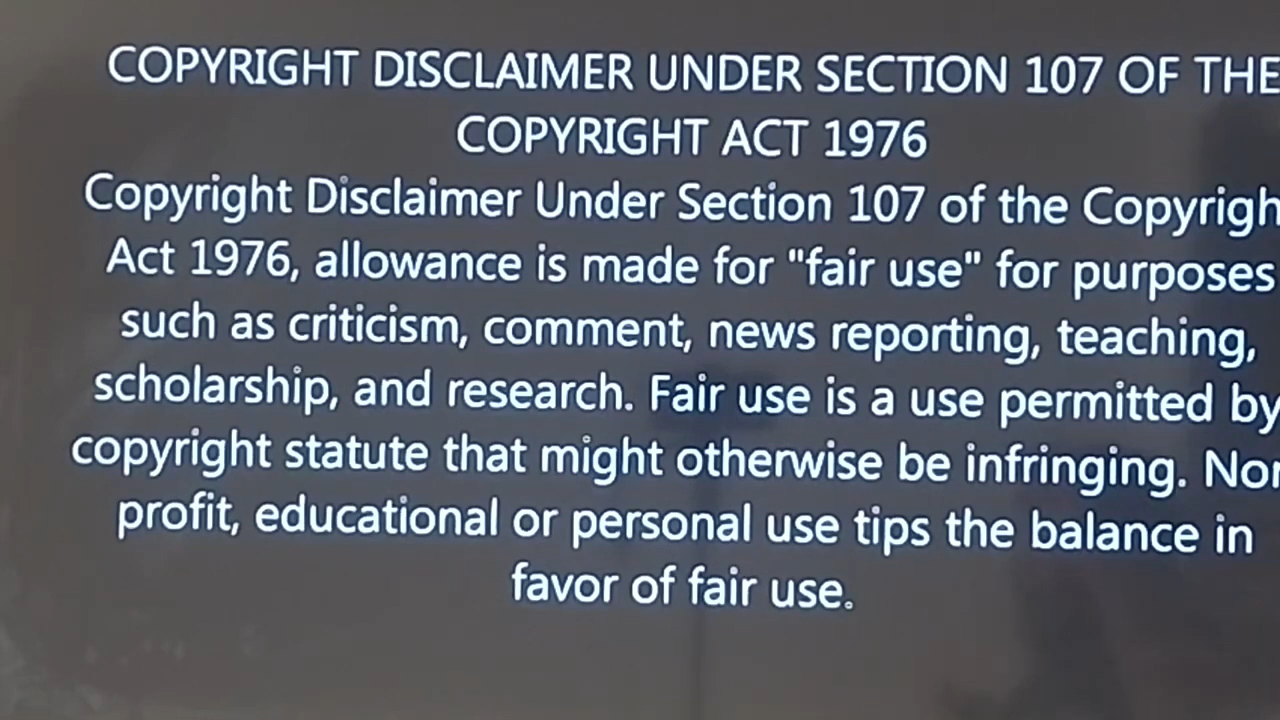 COPYRIGHT DISCLAIMER UNDER SECTION 107 OF THE
COPYRIGHT ACT 1976
Copyright Disclaimer Under Section 107 of the Copyrigh
Act 1976, allowance is made for "fair use" for purposes
such as criticism, comment, news reporting, teaching,
scholarship, and research. Fair use is a use permitted by
copyright statute that might otherwise be infringing. Non
profit, educational or personal use tips the balance in
favor of fair use.